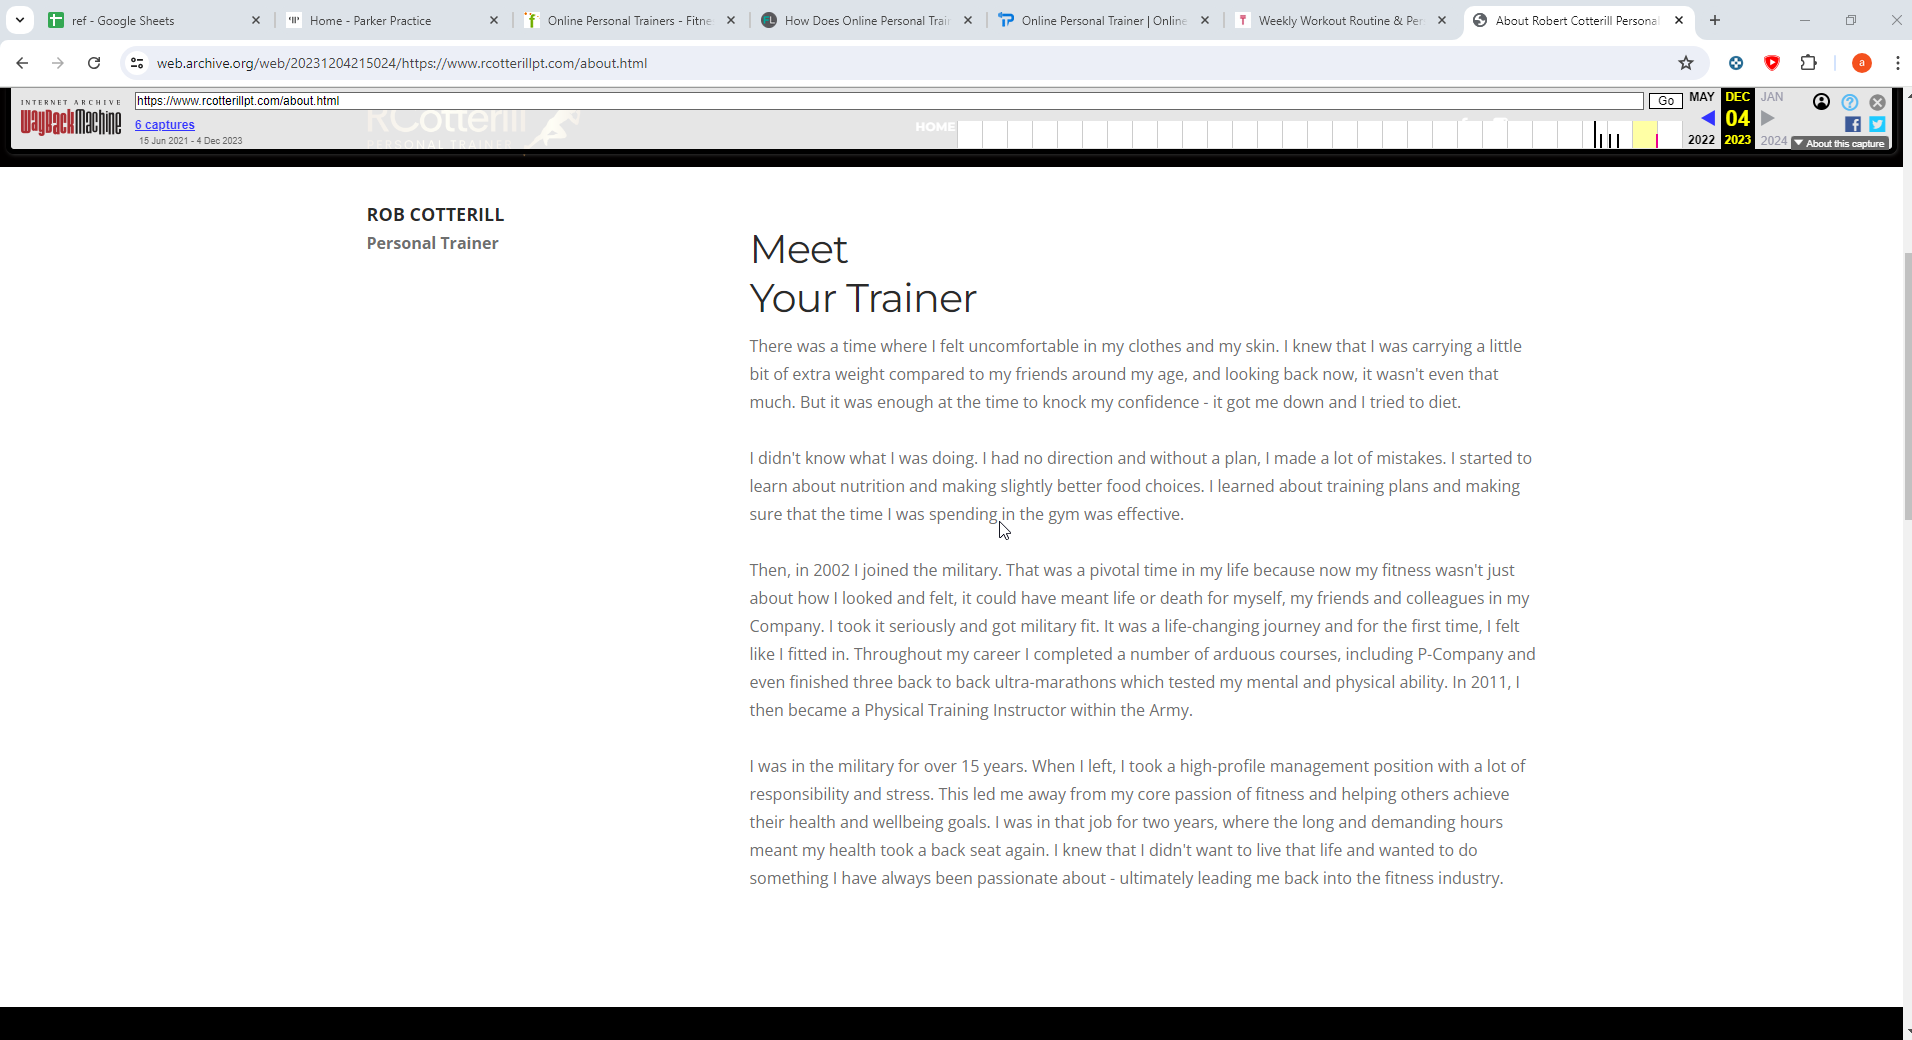 ref - Google Sheets
Home - Parker Practice
Online Personal Trainers - Fitne
How Does Online Personal Train
Online Personal Trainer | Online
Weekly Workout Routine & Per
About Robert Cotterill Personal
web.archive.org/web/20231204215024/https://www.rcotterillpt.com/about.html
a
INTERNET ARCHIVE
WayBackMachine
https://www.rcotterillpt.com/about.html
Go
6 captures
15 Jun 2021 - 4 Dec 2023
RCotterill
PERSONAL TRAINER
HOME
MAY
DEC
JAN
04
2022
2023
2024
About this capture
ROB COTTERILL
Personal Trainer
Meet
Your Trainer
There was a time where I felt uncomfortable in my clothes and my skin. I knew that I was carrying a little
bit of extra weight compared to my friends around my age, and looking back now, it wasn't even that
much. But it was enough at the time to knock my confidence - it got me down and I tried to diet.
I didn't know what I was doing. I had no direction and without a plan, I made a lot of mistakes. I started to
learn about nutrition and making slightly better food choices. I learned about training plans and making
sure that the time I was spending in the gym was effective.
Then, in 2002 I joined the military. That was a pivotal time in my life because now my fitness wasn't just
about how I looked and felt, it could have meant life or death for myself, my friends and colleagues in my
Company. I took it seriously and got military fit. It was a life-changing journey and for the first time, I felt
like I fitted in. Throughout my career I completed a number of arduous courses, including P-Company and
even finished three back to back ultra-marathons which tested my mental and physical ability. In 2011, I
then became a Physical Training Instructor within the Army.
I was in the military for over 15 years. When I left, I took a high-profile management position with a lot of
responsibility and stress. This led me away from my core passion of fitness and helping others achieve
their health and wellbeing goals. I was in that job for two years, where the long and demanding hours
meant my health took a back seat again. I knew that I didn't want to live that life and wanted to do
something I have always been passionate about - ultimately leading me back into the fitness industry.